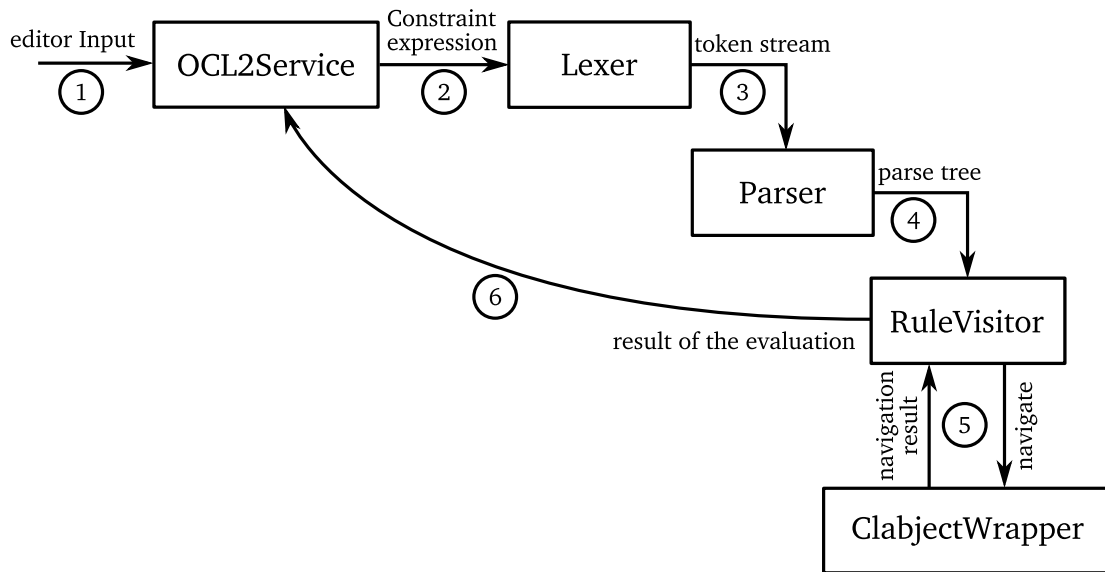 editor Input
1
OCL2Service
Constraint
expression
2
Lexer
token stream
3
Parser
parse tree
4
RuleVisitor
6
result of the evaluation
navigation
result
5
navigate
ClabjectWrapper